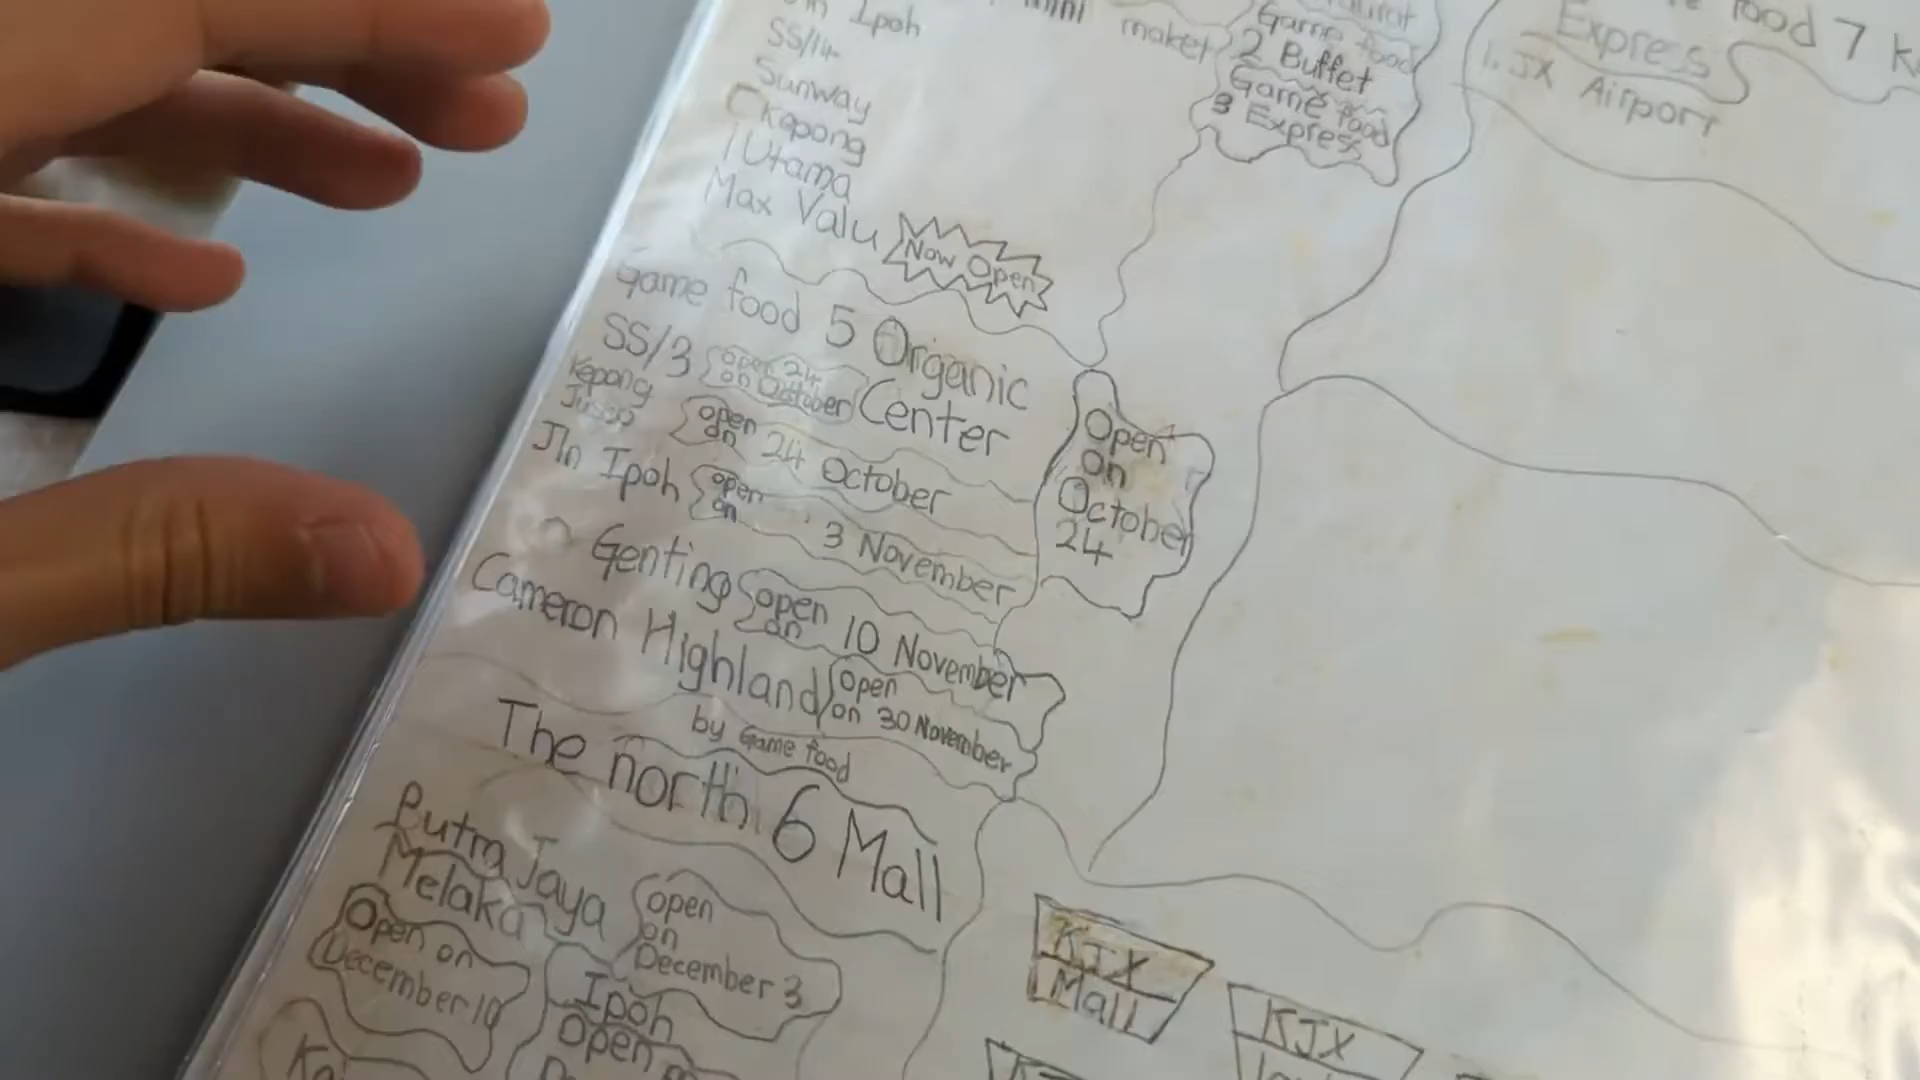 Jln Ipoh
SS/14
Sunway
Kepong
1 Utama
Max Valu
Now Open
mini maket
Game food
2 Buffet
Game food
3 Express
food 7
Express
1. JX Airport
Game food 5 Organic
Center
SS/3
open 24
on October
Kepong
Jusco
open
on 24 October
Jln Ipoh
open
on 3 November
Genting
open
on 10 November
Cameron Highland
open
on 30 November
Open
on
October
24
by Game food
The north 6 Mall
Putra Jaya
open
on
December 3
Melaka
Open on
December 10
Ipoh
Open
KJX
Mall
KJX